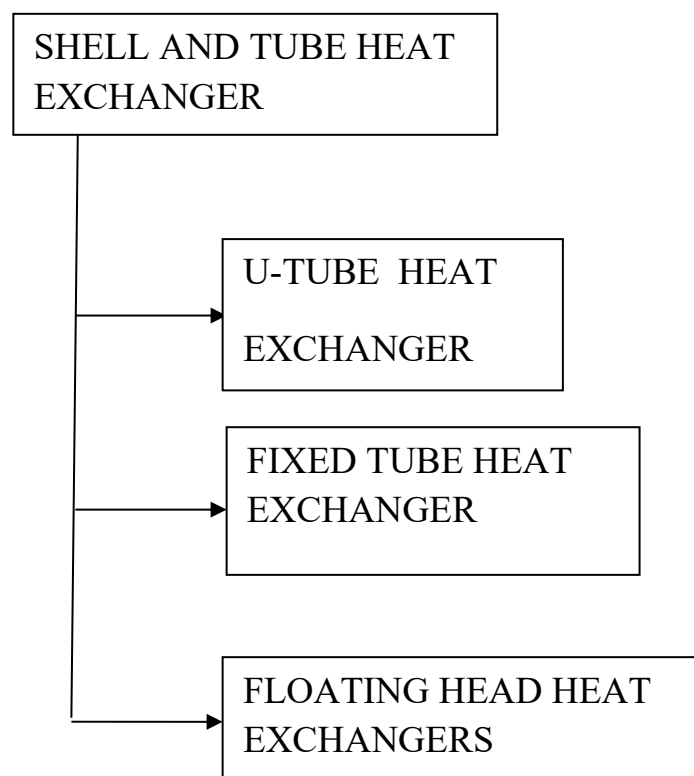 SHELL AND TUBE HEAT
EXCHANGER
U-TUBE HEAT
EXCHANGER
FIXED TUBE HEAT
EXCHANGER
FLOATING HEAD HEAT
EXCHANGERS